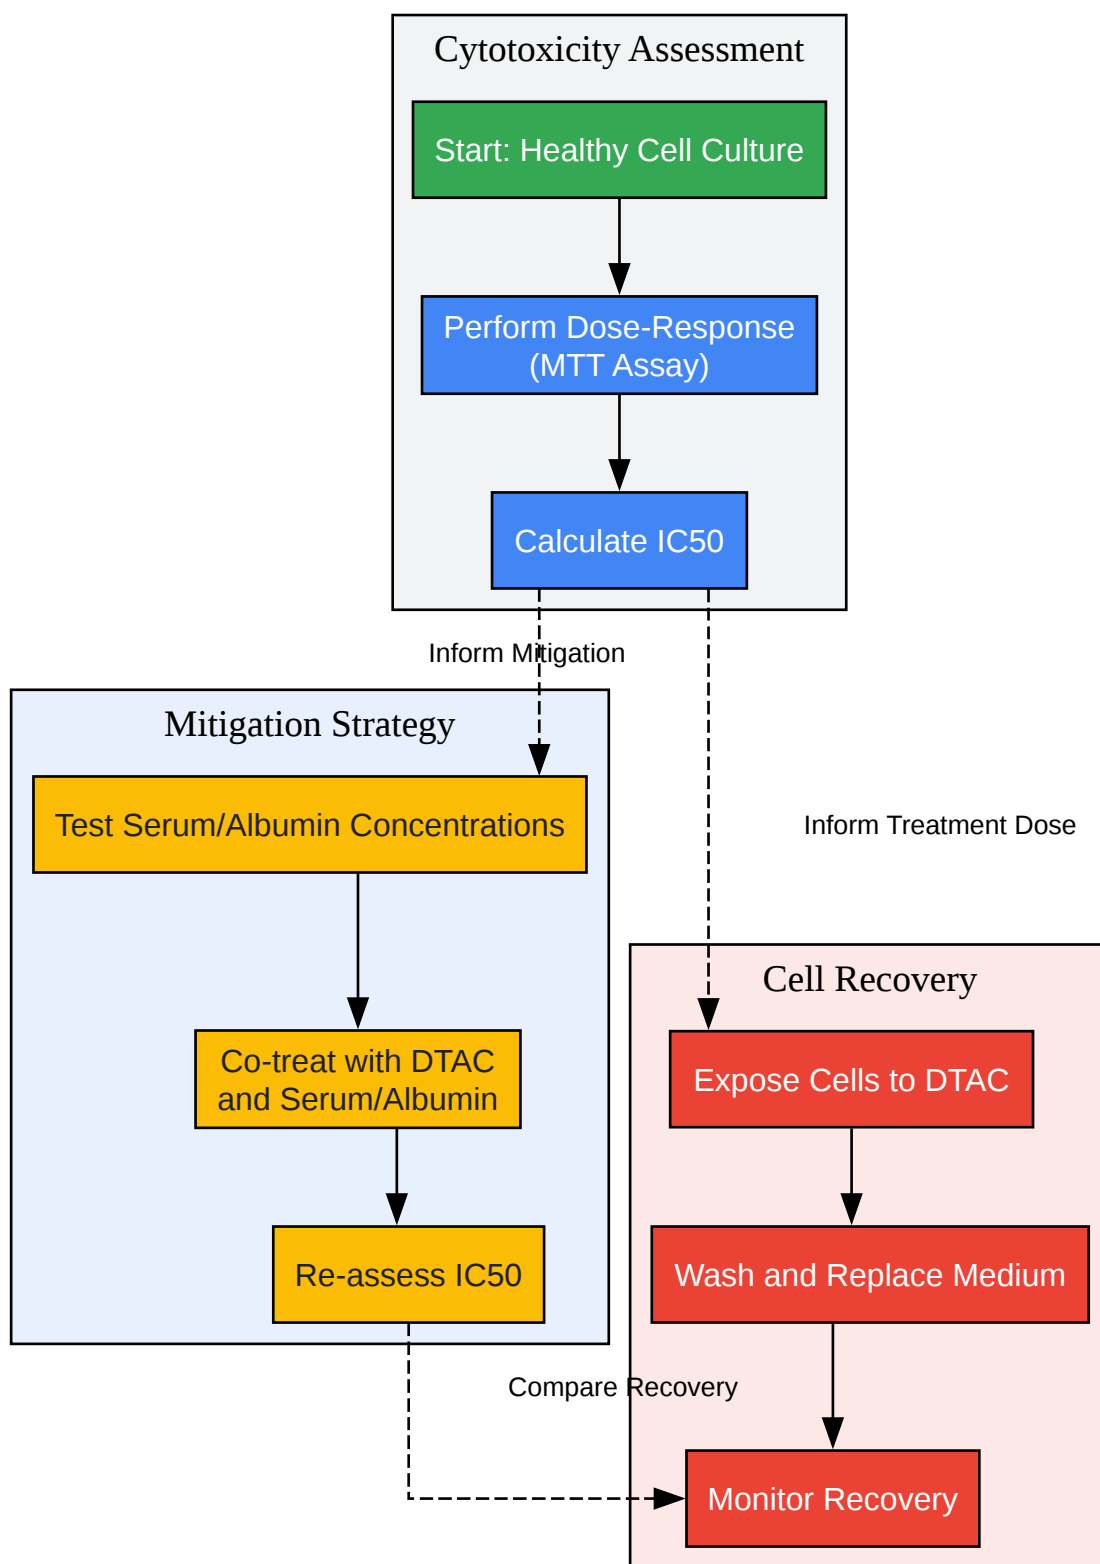 Cytotoxicity Assessment
Start: Healthy Cell Culture
Perform Dose-Response
(MTT Assay)
Calculate IC50
Inform Mitigation
Mitigation Strategy
Test Serum/Albumin Concentrations
Inform Treatment Dose
Co-treat with DTAC
and Serum/Albumin
Re-assess IC50
Cell Recovery
Expose Cells to DTAC
Wash and Replace Medium
Compare Recovery
Monitor Recovery